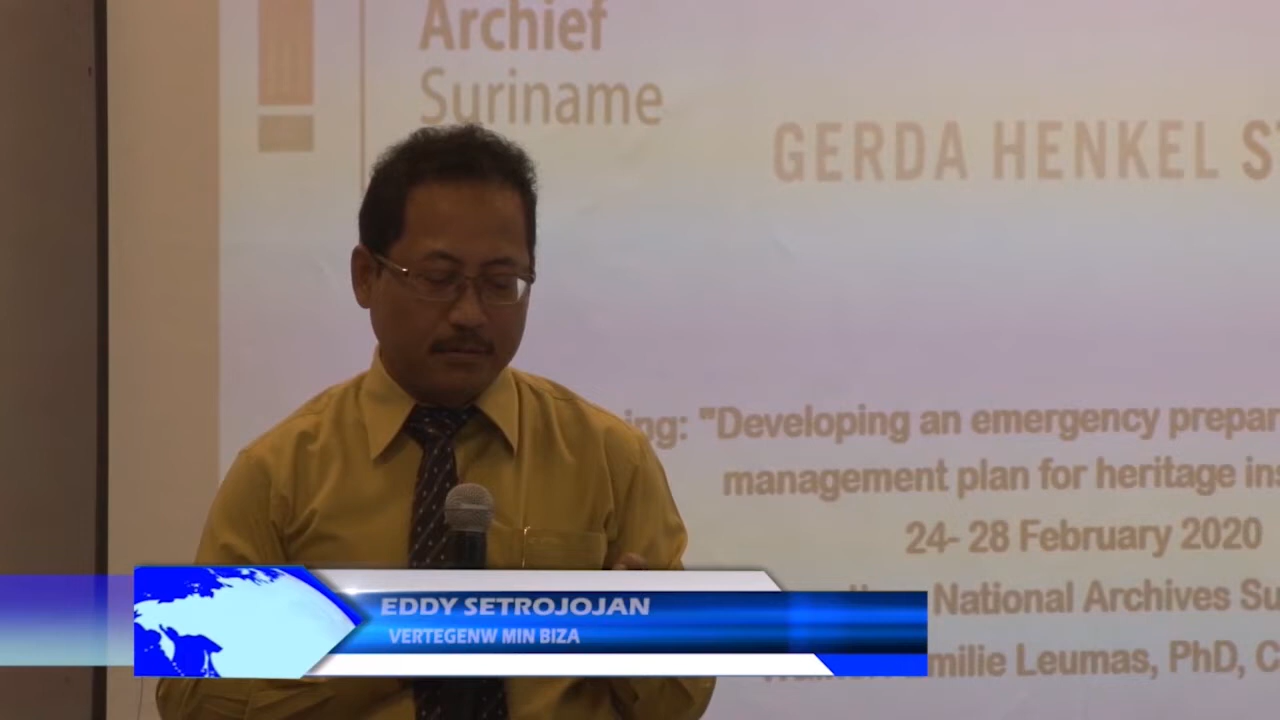 Archief
Suriname
GERDA HENKEL S
ing: "Developing an emergency prepar
management plan for heritage ins
24- 28 February 2020
National Archives Su
milie Leumas, PhD, C
EDDY SETROJOJAN
VERTEGENW MIN BIZA